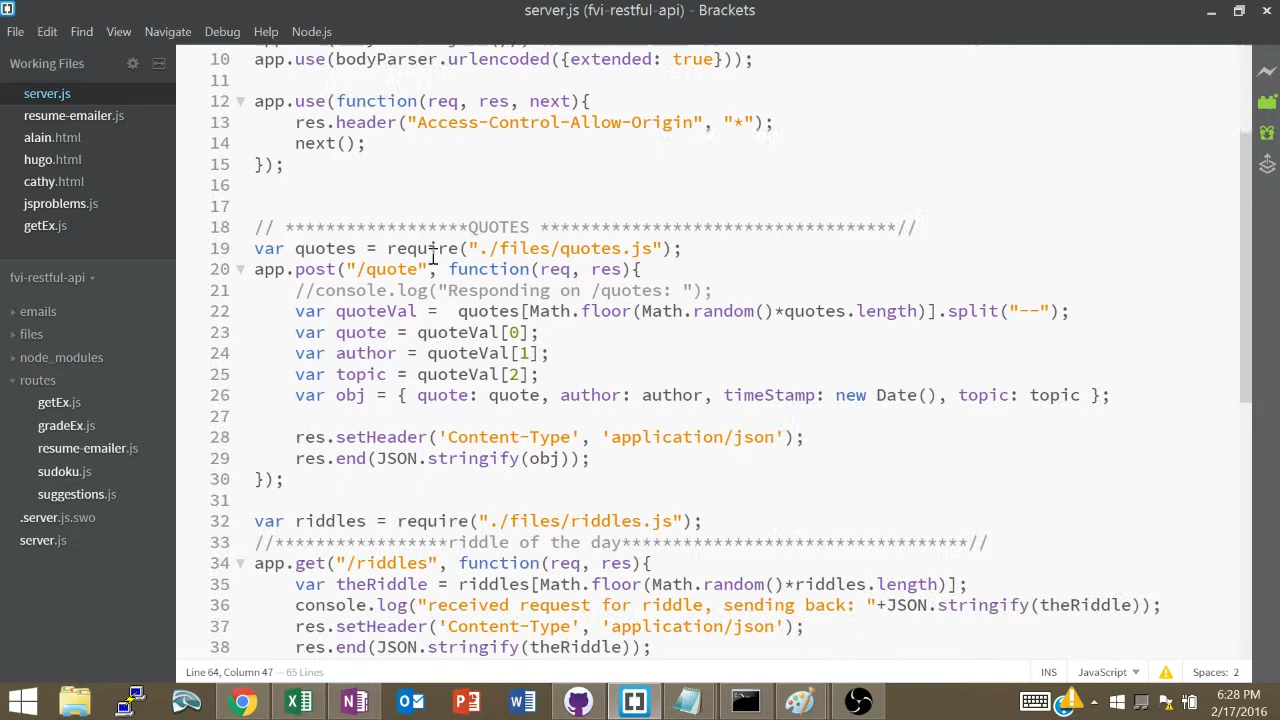 server.js (fvi-restful-api) - Brackets
File Edit Find View Navigate Debug Help Node.js
Working Files
server.js
resume-emailer.js
alain.html
hugo.html
cathy.html
jsproblems.js
getEx.js
fvi-restful-api
emails
files
node_modules
routes
getEx.js
gradeEx.js
resume-emailer.js
sudoku.js
suggestions.js
.server.js.swo
server.js
10 app.use(bodyParser.urlencoded({extended: true}));
11
12 app.use(function(req, res, next){
13 res.header("Access-Control-Allow-Origin", "*");
14 next();
15 });
16
17
18 // ******************QUOTES ***********************************//
19 var quotes = require("./files/quotes.js");
20 app.post("/quote", function(req, res){
21 //console.log("Responding on /quotes: ");
22 var quoteVal =  quotes[Math.floor(Math.random()*quotes.length)].split("--");
23 var quote = quoteVal[0];
24 var author = quoteVal[1];
25 var topic = quoteVal[2];
26 var obj = { quote: quote, author: author, timeStamp: new Date(), topic: topic };
27
28 res.setHeader('Content-Type', 'application/json');
29 res.end(JSON.stringify(obj));
30 });
31
32 var riddles = require("./files/riddles.js");
33 //*****************riddle of the day**********************************//
34 app.get("/riddles", function(req, res){
35 var theRiddle = riddles[Math.floor(Math.random()*riddles.length)];
36 console.log("received request for riddle, sending back: "+JSON.stringify(theRiddle));
37 res.setHeader('Content-Type', 'application/json');
38 res.end(JSON.stringify(theRiddle));
Line 64, Column 47 — 65 Lines
INS JavaScript Spaces: 2
6:28 PM
2/17/2016